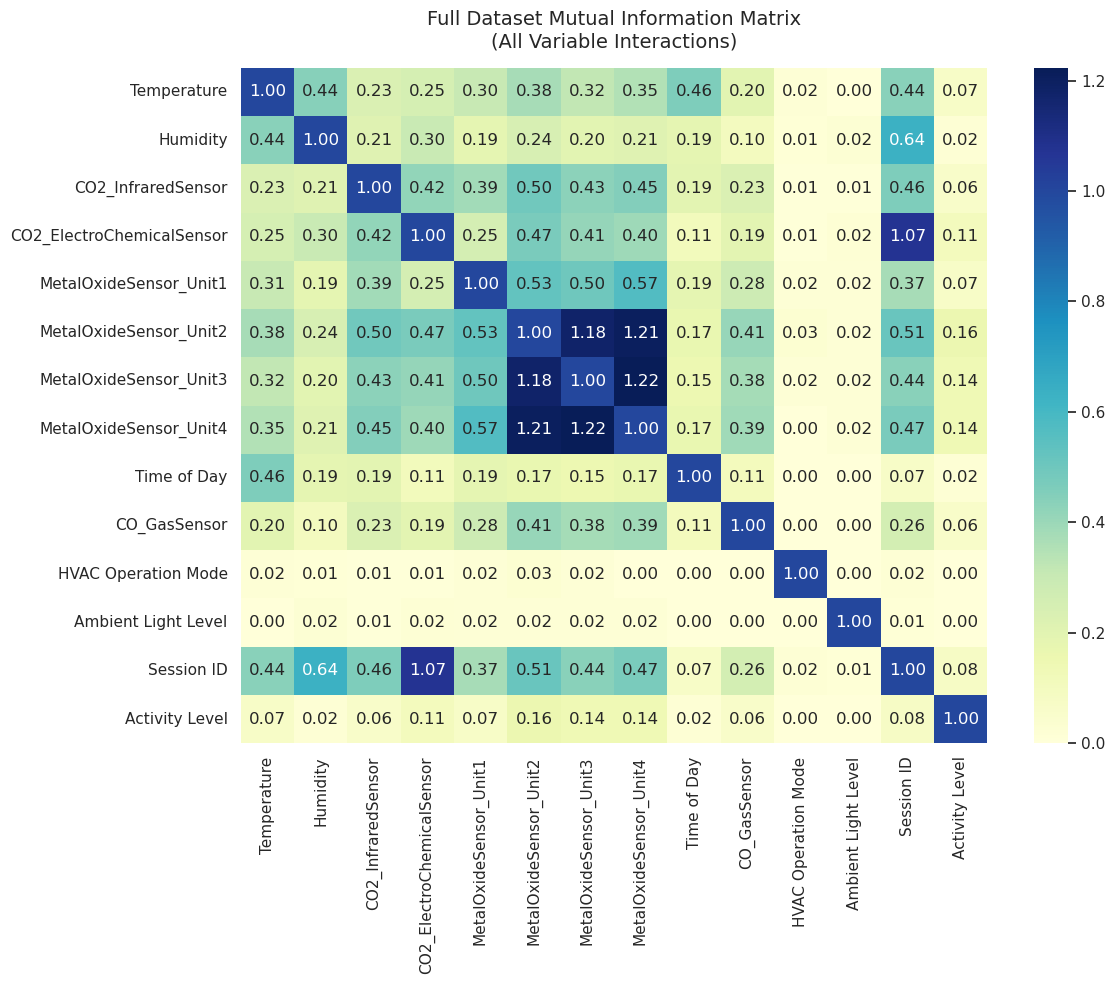 Full Dataset Mutual Information Matrix
(All Variable Interactions)
Temperature 1.00 0.44 0.23 0.25 0.30 0.38 0.32 0.35 0.46 0.20 0.02 0.00 0.44 0.07
Humidity 0.44 1.00 0.21 0.30 0.19 0.24 0.20 0.21 0.19 0.10 0.01 0.02 0.64 0.02
CO2_InfraredSensor 0.23 0.21 1.00 0.42 0.39 0.50 0.43 0.45 0.19 0.23 0.01 0.01 0.46 0.06
CO2_ElectroChemicalSensor 0.25 0.30 0.42 1.00 0.25 0.47 0.41 0.40 0.11 0.19 0.01 0.02 1.07 0.11
MetalOxideSensor_Unit1 0.31 0.19 0.39 0.25 1.00 0.53 0.50 0.57 0.19 0.28 0.02 0.02 0.37 0.07
MetalOxideSensor_Unit2 0.38 0.24 0.50 0.47 0.53 1.00 1.18 1.21 0.17 0.41 0.03 0.02 0.51 0.16
MetalOxideSensor_Unit3 0.32 0.20 0.43 0.41 0.50 1.18 1.00 1.22 0.15 0.38 0.02 0.02 0.44 0.14
MetalOxideSensor_Unit4 0.35 0.21 0.45 0.40 0.57 1.21 1.22 1.00 0.17 0.39 0.00 0.02 0.47 0.14
Time of Day 0.46 0.19 0.19 0.11 0.19 0.17 0.15 0.17 1.00 0.11 0.00 0.00 0.07 0.02
CO_GasSensor 0.20 0.10 0.23 0.19 0.28 0.41 0.38 0.39 0.11 1.00 0.00 0.00 0.26 0.06
HVAC Operation Mode 0.02 0.01 0.01 0.01 0.02 0.03 0.02 0.00 0.00 0.00 1.00 0.00 0.02 0.00
Ambient Light Level 0.00 0.02 0.01 0.02 0.02 0.02 0.02 0.02 0.00 0.00 0.00 1.00 0.01 0.00
Session ID 0.44 0.64 0.46 1.07 0.37 0.51 0.44 0.47 0.07 0.26 0.02 0.01 1.00 0.08
Activity Level 0.07 0.02 0.06 0.11 0.07 0.16 0.14 0.14 0.02 0.06 0.00 0.00 0.08 1.00
Temperature
Humidity
CO2_InfraredSensor
CO2_ElectroChemicalSensor
MetalOxideSensor_Unit1
MetalOxideSensor_Unit2
MetalOxideSensor_Unit3
MetalOxideSensor_Unit4
Time of Day
CO_GasSensor
HVAC Operation Mode
Ambient Light Level
Session ID
Activity Level
1.2
1.0
0.8
0.6
0.4
0.2
0.0